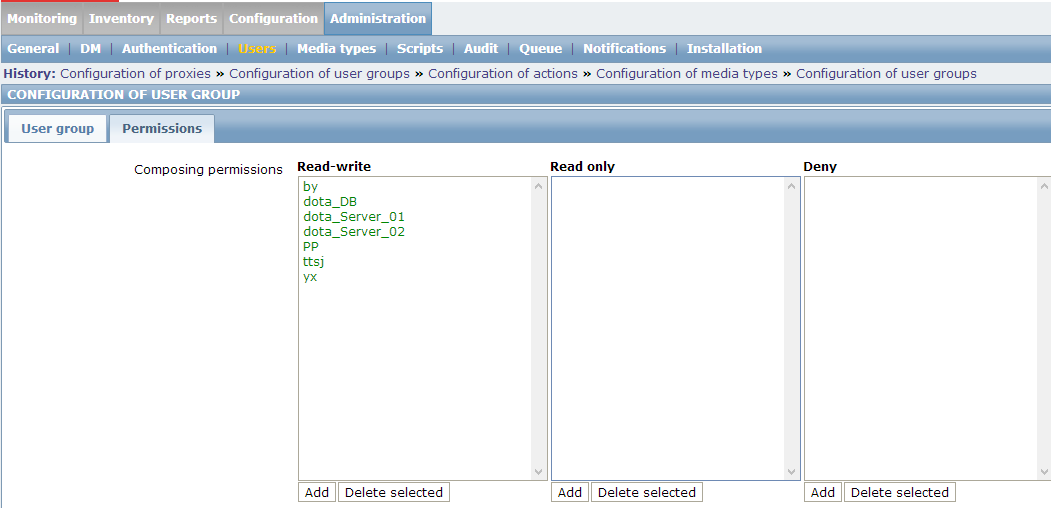 Monitoring Inventory Reports Configuration Administration
General | DM | Authentication | Users | Media types | Scripts | Audit | Queue | Notifications | Installation
History: Configuration of proxies » Configuration of user groups » Configuration of actions » Configuration of media types » Configuration of user groups
CONFIGURATION OF USER GROUP
User group Permissions
Composing permissions Read-write Read only Deny
by
dota_DB
dota_Server_01
dota_Server_02
PP
ttsj
yx
Add Delete selected Add Delete selected Add Delete selected